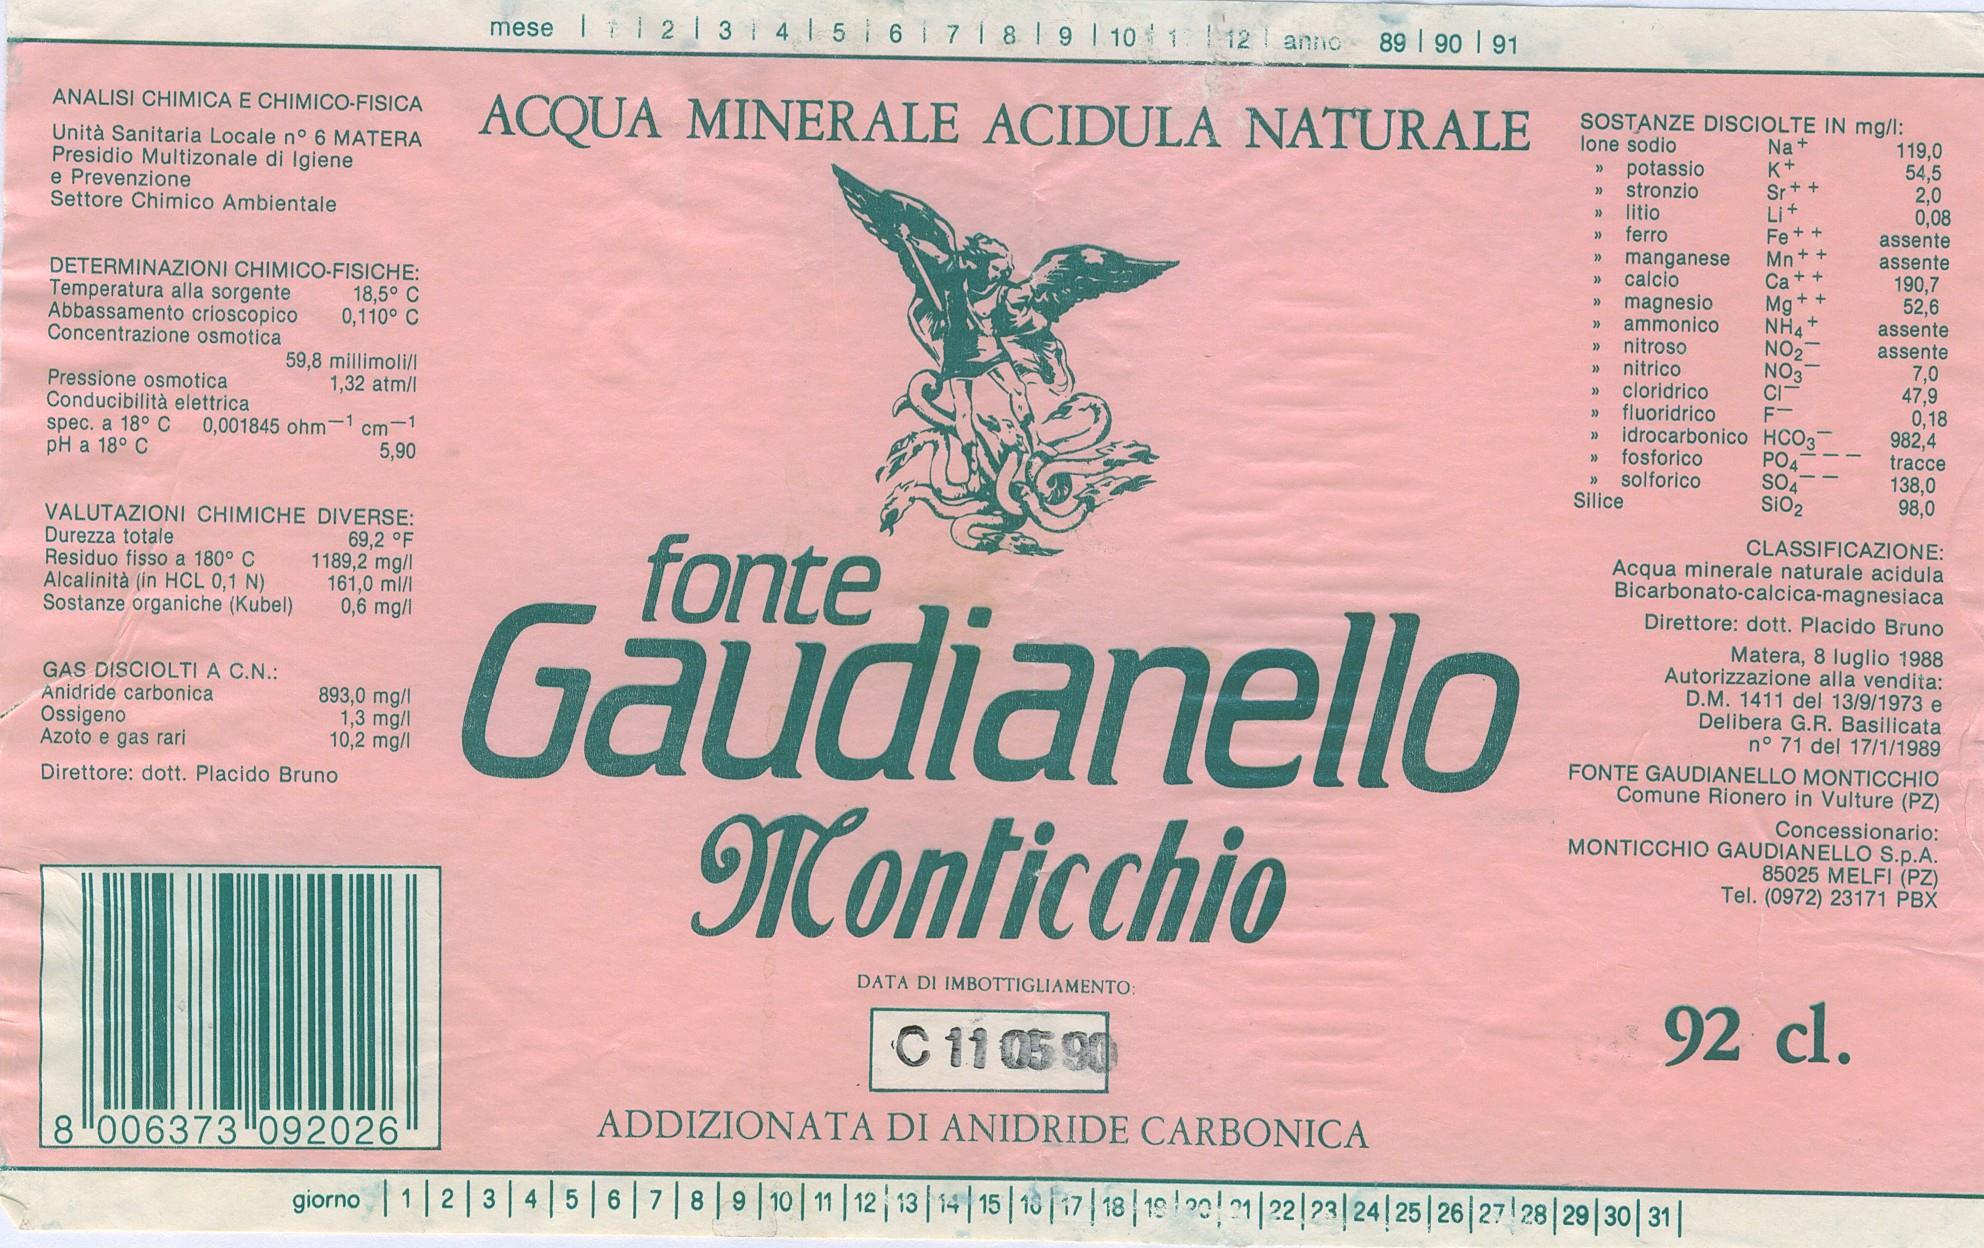 mese | 1 | 2 | 3 | 4 | 5 | 6 | 7 | 8 | 9 | 10 | 11 | 12 | anno 89 | 90 | 91
ANALISI CHIMICA E CHIMICO-FISICA
Unità Sanitaria Locale nº 6 MATERA
Presidio Multizonale di Igiene
e Prevenzione
Settore Chimico Ambientale
DETERMINAZIONI CHIMICO-FISICHE:
Temperatura alla sorgente 18,5º C
Abbassamento crioscopico 0,110º C
Concentrazione osmotica
59,8 millimoli/l
Pressione osmotica 1,32 atm/l
Conducibilità elettrica
spec. a 18º C 0,001845 ohm⁻¹ cm⁻¹
pH a 18º C 5,90
VALUTAZIONI CHIMICHE DIVERSE:
Durezza totale 69,2 ºF
Residuo fisso a 180º C 1189,2 mg/l
Alcalinità (in HCL 0,1 N) 161,0 ml/l
Sostanze organiche (Kubel) 0,6 mg/l
GAS DISCIOLTI A C.N.:
Anidride carbonica 893,0 mg/l
Ossigeno 1,3 mg/l
Azoto e gas rari 10,2 mg/l
Direttore: dott. Placido Bruno
8 006373 092026
ACQUA MINERALE ACIDULA NATURALE
fonte
Gaudianello
Monticchio
DATA DI IMBOTTIGLIAMENTO:
C 11 05 90
ADDIZIONATA DI ANIDRIDE CARBONICA
SOSTANZE DISCIOLTE IN mg/l:
Ione sodio Na+ 119,0
» potassio K+ 54,5
» stronzio Sr++ 2,0
» litio Li+ 0,08
» ferro Fe++ assente
» manganese Mn++ assente
» calcio Ca++ 190,7
» magnesio Mg++ 52,6
» ammonico NH₄+ assente
» nitroso NO₂— assente
» nitrico NO₃— 7,0
» cloridrico Cl— 47,9
» fluoridrico F— 0,18
» idrocarbonico HCO₃— 982,4
» fosforico PO₄— — — tracce
» solforico SO₄— — 138,0
Silice SiO₂ 98,0
CLASSIFICAZIONE:
Acqua minerale naturale acidula
Bicarbonato-calcica-magnesiaca
Direttore: dott. Placido Bruno
Matera, 8 luglio 1988
Autorizzazione alla vendita:
D.M. 1411 del 13/9/1973 e
Delibera G.R. Basilicata
nº 71 del 17/1/1989
FONTE GAUDIANELLO MONTICCHIO
Comune Rionero in Vulture (PZ)
Concessionario:
MONTICCHIO GAUDIANELLO S.p.A.
85025 MELFI (PZ)
Tel. (0972) 23171 PBX
92 cl.
giorno | 1 | 2 | 3 | 4 | 5 | 6 | 7 | 8 | 9 | 10 | 11 | 12 | 13 | 14 | 15 | 16 | 17 | 18 | 19 | 20 | 21 | 22 | 23 | 24 | 25 | 26 | 27 | 28 | 29 | 30 | 31 |